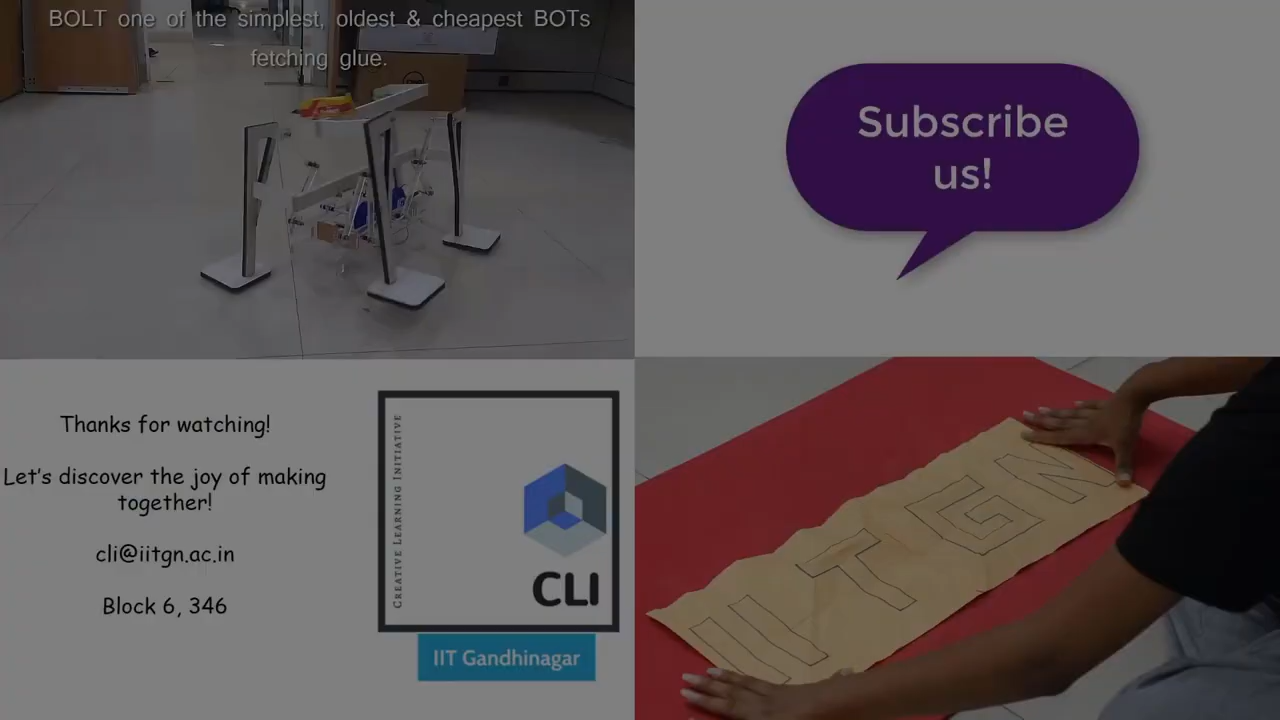 BOLT one of the simplest, oldest & cheapest BOTs
fetching glue.
Subscribe
us!
Thanks for watching!
Let's discover the joy of making
together!
cli@iitgn.ac.in
Block 6, 346
CREATIVE LEARNING INITIATIVE
CLI
IIT Gandhinagar
IITGN